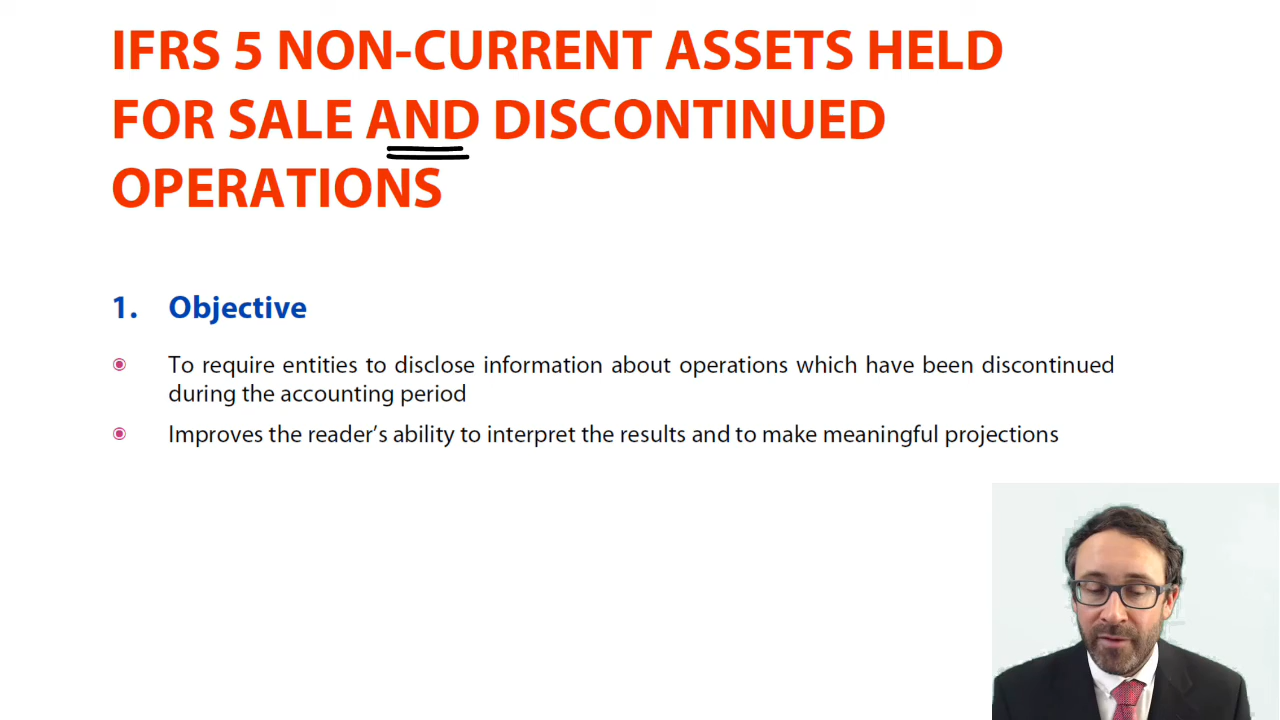 IFRS 5 NON-CURRENT ASSETS HELD
FOR SALE AND DISCONTINUED
OPERATIONS
1. Objective
To require entities to disclose information about operations which have been discontinued
during the accounting period
Improves the reader’s ability to interpret the results and to make meaningful projections